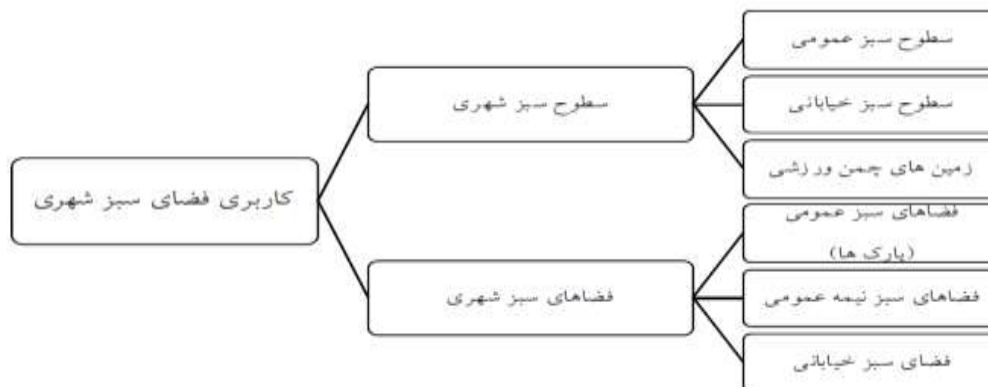 کاربری فضای سبز شهری
سطوح سبز شهری
سطوح سبز عمومی
سطوح سبز خیابانی
زمین های چمن ورزشی
فضاهای سبز شهری
فضاهای سبز عمومی
(پارک ها)
فضاهای سبز نیمه عمومی
فضای سبز خیابانی